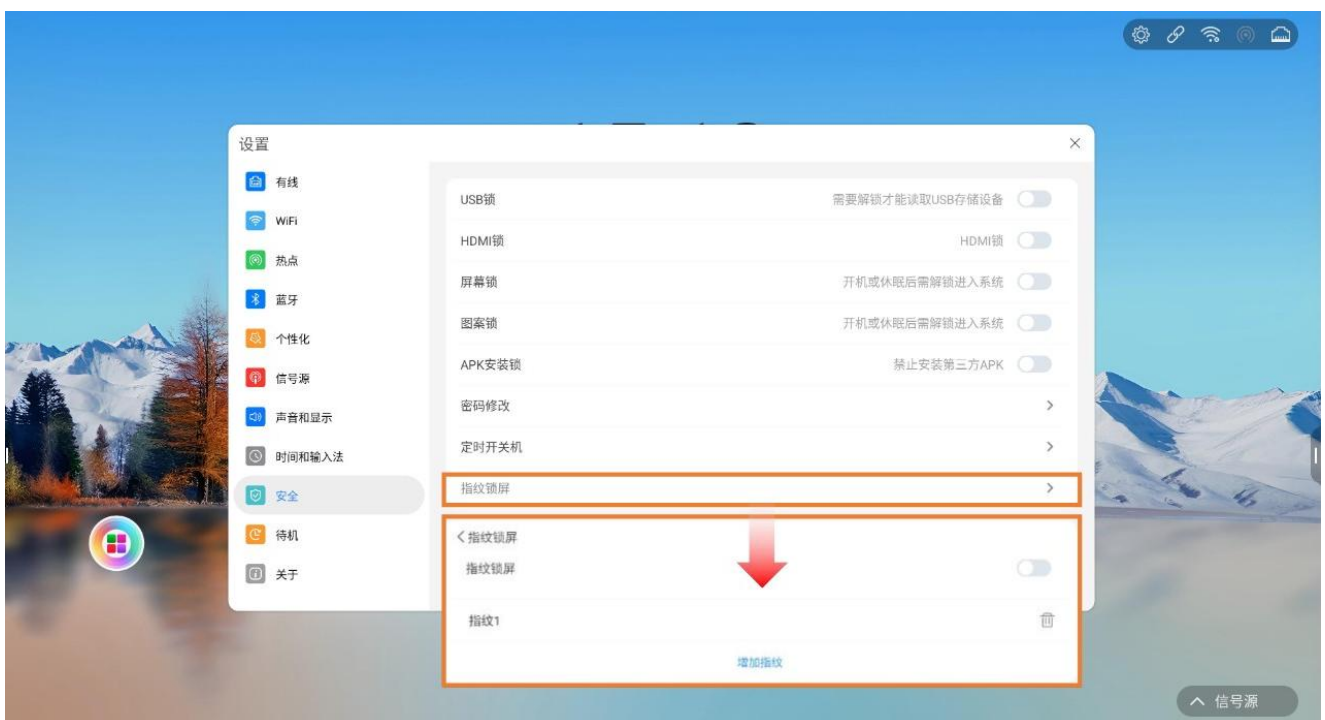 设置
有线
WiFi
热点
蓝牙
个性化
信号源
声音和显示
时间和输入法
安全
待机
关于
USB锁 需要解锁才能读取USB存储设备
HDMI锁 HDMI锁
屏幕锁 开机或休眠后需解锁进入系统
图案锁 开机或休眠后需解锁进入系统
APK安装锁 禁止安装第三方APK
密码修改
定时开关机
指纹锁屏
指纹锁屏
指纹锁屏
指纹1
增加指纹
信号源